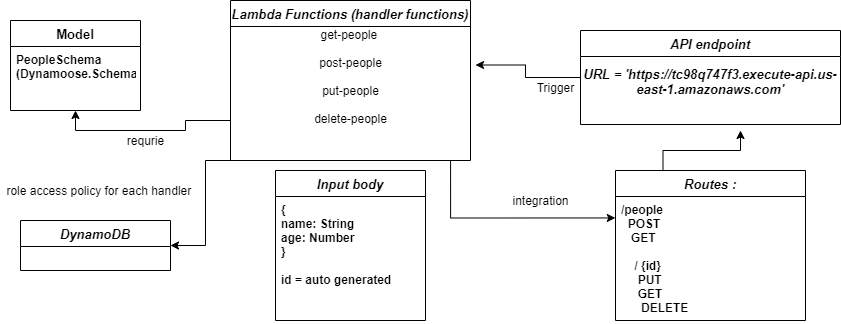 Lambda Functions (handler functions)
get-people
post-people
put-people
delete-people
Model
PeopleSchema
(Dynamoose.Schema
requrie
API endpoint
URL = 'https://tc98q747f3.execute-api.us-
east-1.amazonaws.com'
Trigger
role access policy for each handler
DynamoDB
Input body
{
name: String
age: Number
}
id = auto generated
integration
Routes :
/people
POST
GET
/ {id}
PUT
GET
DELETE